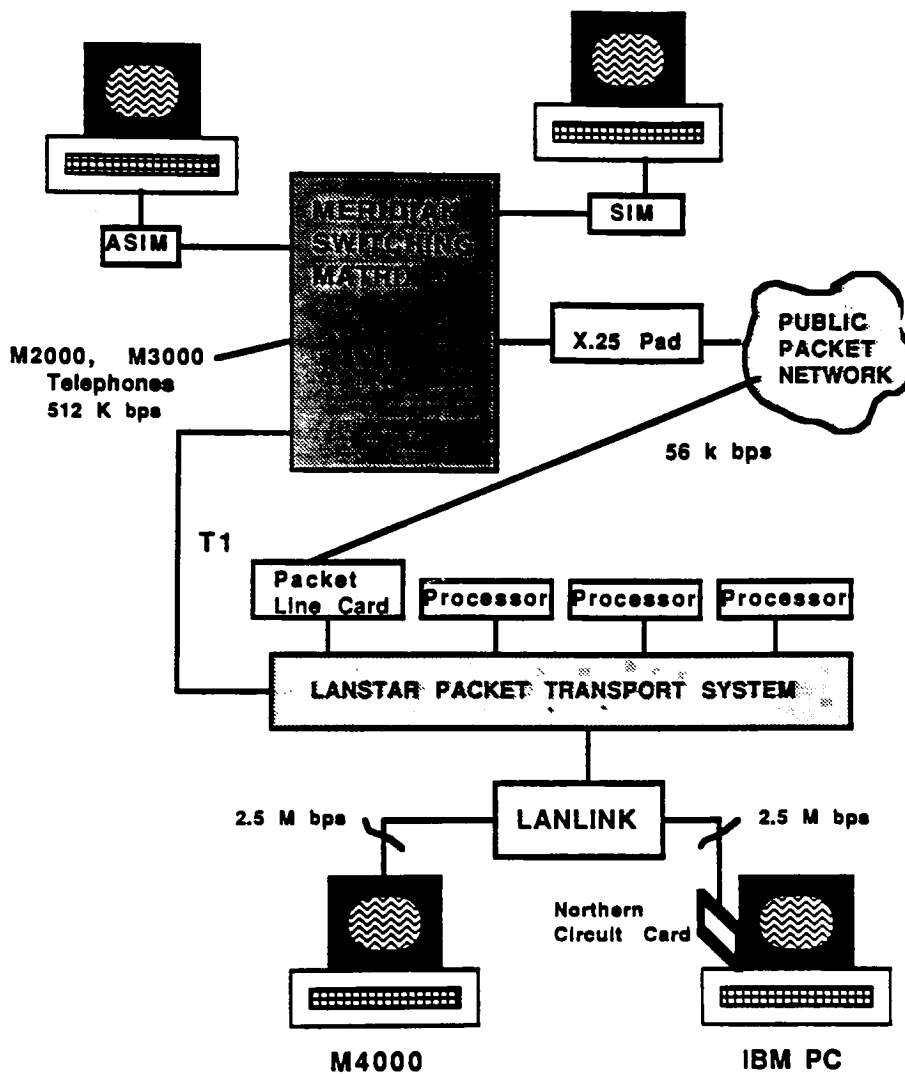 SIM
ASIM
MERIDIAN
SWITCHING
MATRIX
M2000, M3000
Telephones
512 K bps
X.25 Pad
PUBLIC
PACKET
NETWORK
56 k bps
T1
Packet
Line Card
Processor
Processor
Processor
LANSTAR PACKET TRANSPORT SYSTEM
2.5 M bps
LANLINK
2.5 M bps
Northern
Circuit Card
M4000
IBM PC